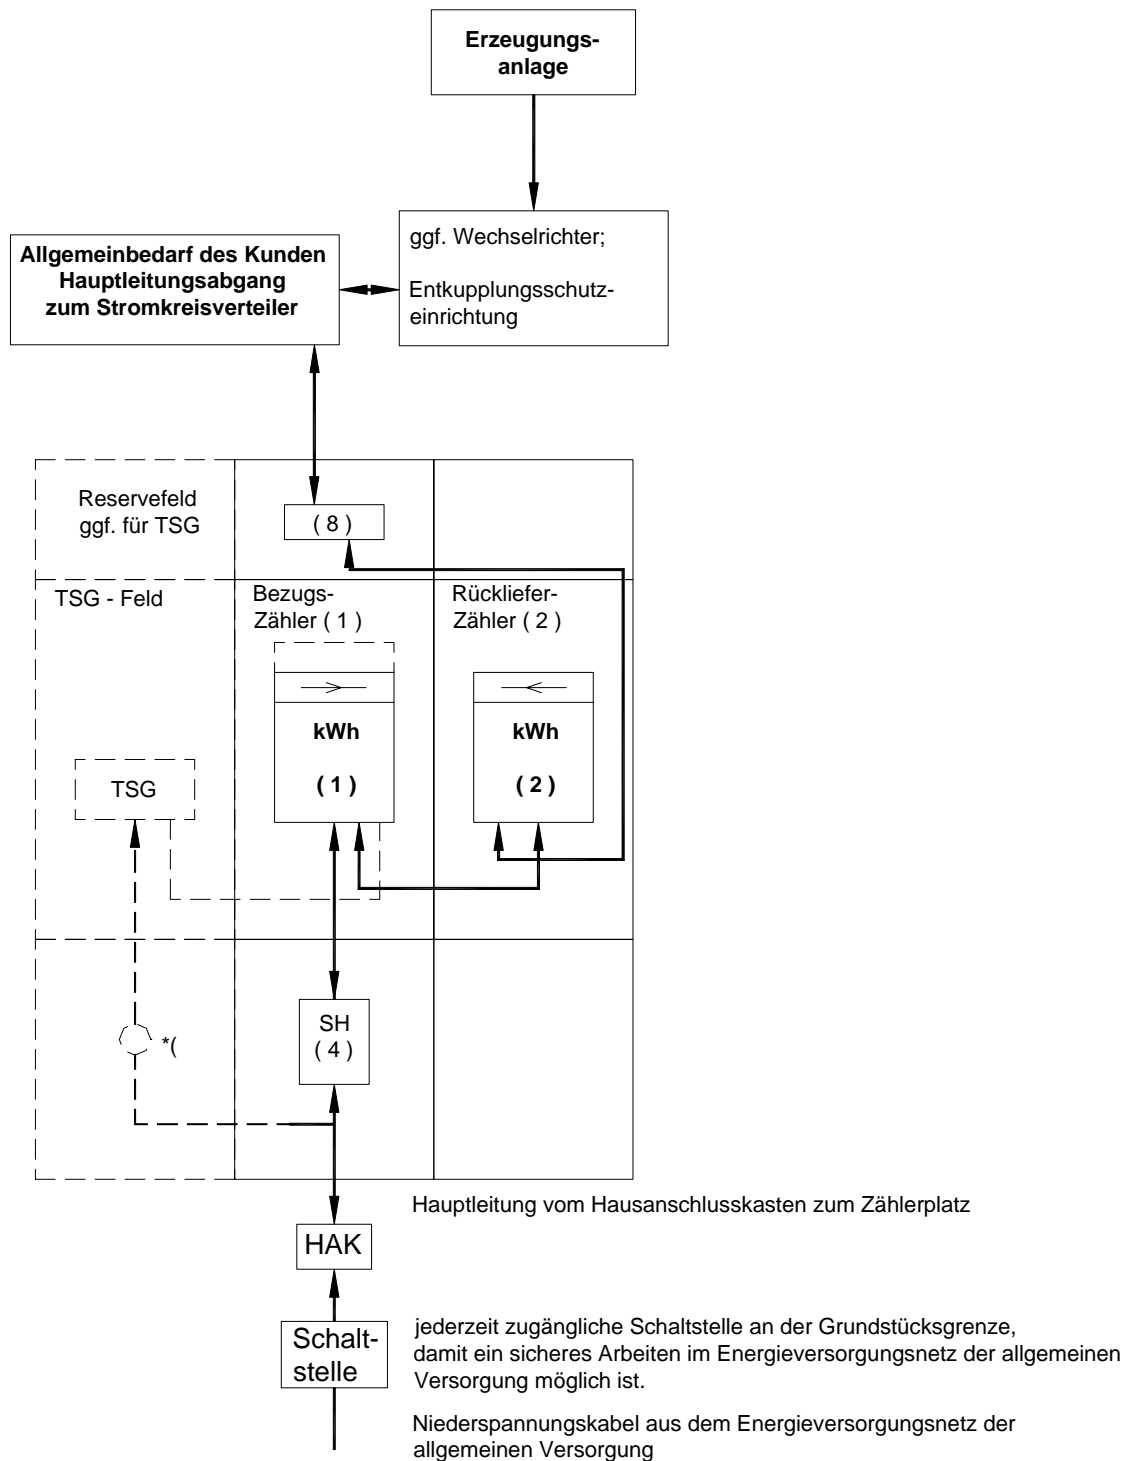 Erzeugungs-
anlage
ggf. Wechselrichter;
Entkupplungsschutz-
einrichtung
Allgemeinbedarf des Kunden
Hauptleitungsabgang
zum Stromkreisverteiler
Reservefeld
ggf. für TSG
( 8 )
TSG - Feld
Bezugs-
Zähler ( 1 )
Rückliefer-
Zähler ( 2 )
kWh
( 1 )
kWh
( 2 )
TSG
SH
( 4 )
*(
Hauptleitung vom Hausanschlusskasten zum Zählerplatz
HAK
Schalt-
stelle
jederzeit zugängliche Schaltstelle an der Grundstücksgrenze,
damit ein sicheres Arbeiten im Energieversorgungsnetz der allgemeinen
Versorgung möglich ist.
Niederspannungskabel aus dem Energieversorgungsnetz der
allgemeinen Versorgung